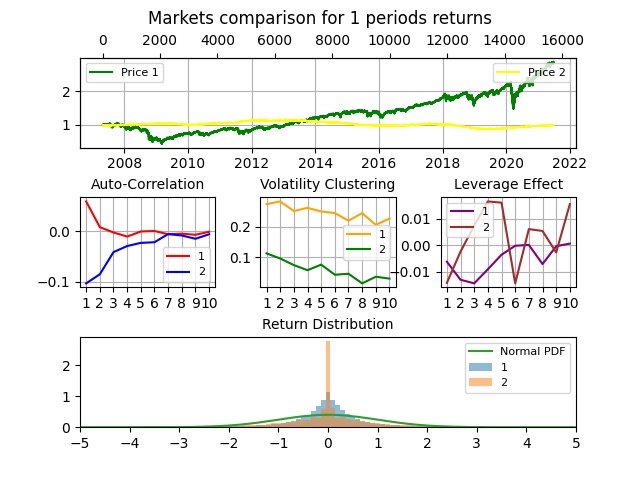 Markets comparison for 1 periods returns
0 2000 4000 6000 8000 10000 12000 14000 16000
Price 1
Price 2
2
1
2008 2010 2012 2014 2016 2018 2020 2022
Auto-Correlation
Volatility Clustering
Leverage Effect
0.0
−0.1
1
2
1 2 3 4 5 6 7 8 9 10
0.2
0.1
1
2
1 2 3 4 5 6 7 8 9 10
0.01
0.00
−0.01
1
2
1 2 3 4 5 6 7 8 9 10
Return Distribution
2
1
0
Normal PDF
1
2
−5 −4 −3 −2 −1 0 1 2 3 4 5